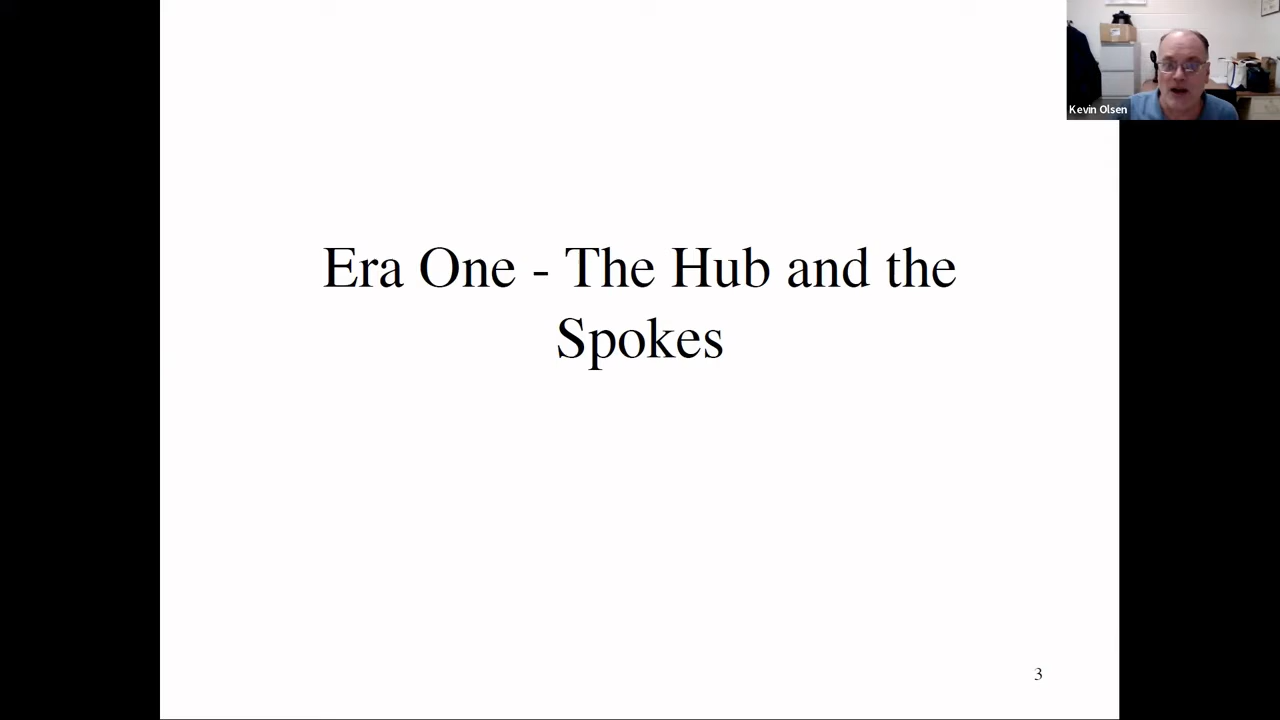 Kevin Olsen
Era One - The Hub and the
Spokes
3